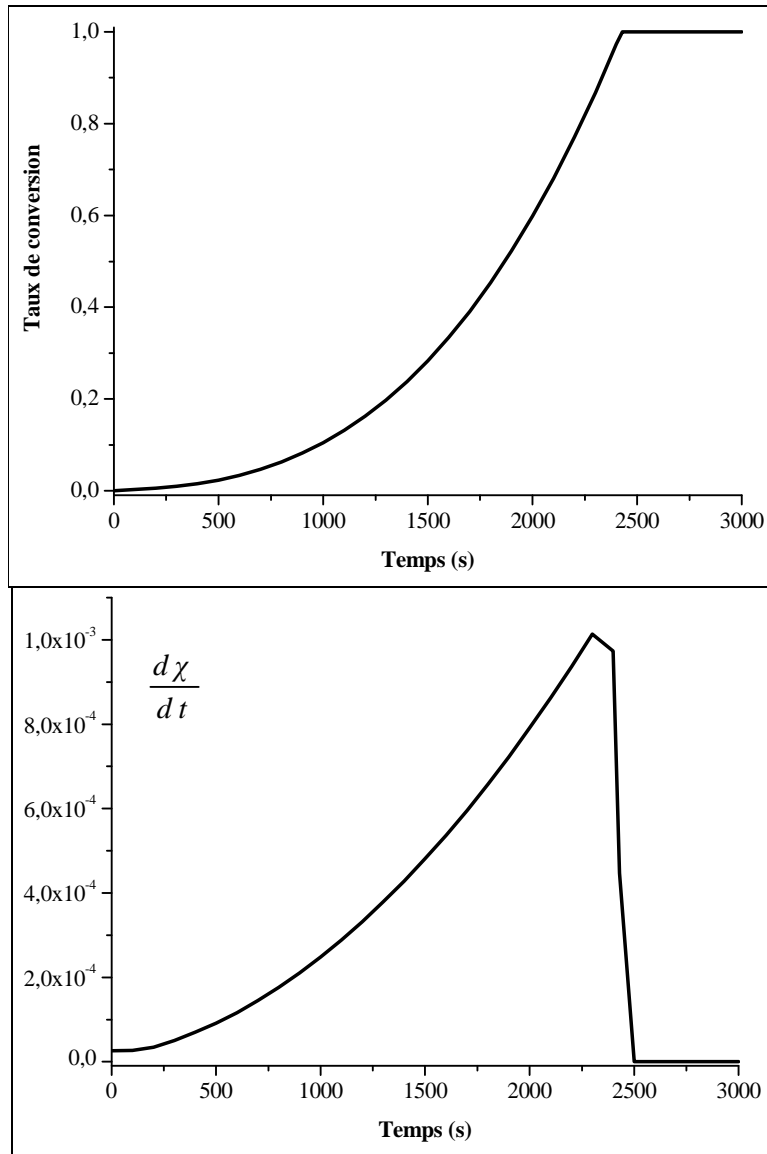 1,0
0,8
0,6
0,4
0,2
0,0
Taux de conversion
0 500 1000 1500 2000 2500 3000
Temps (s)
1,0x10⁻³
8,0x10⁻⁴
6,0x10⁻⁴
4,0x10⁻⁴
2,0x10⁻⁴
0,0
d χ
d t
0 500 1000 1500 2000 2500 3000
Temps (s)